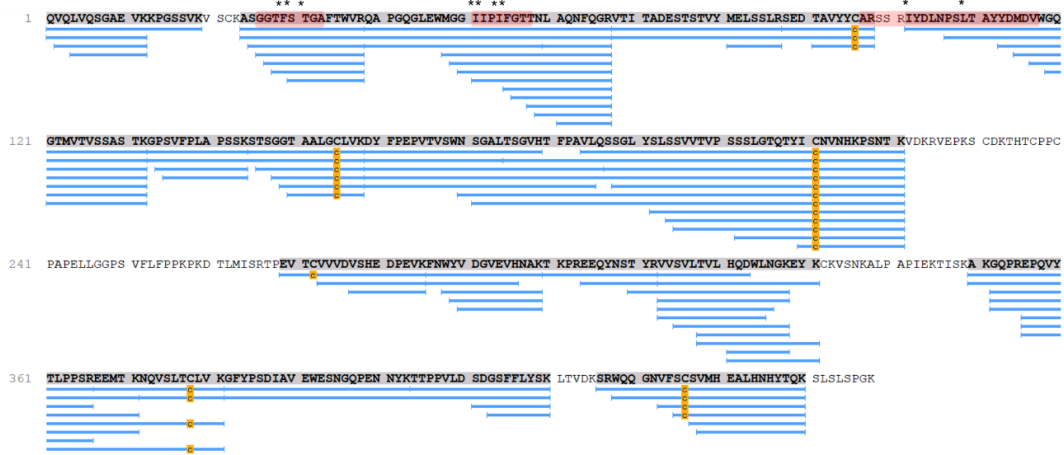 ** * ** ** * *
1 QVQLVQSGAE VKKPGSSVKV SCKASGGTFS TGAFTWVRQA PGQGLEWMGG IIPIFGTTNL AQNFQGRVTI TADESTSTVY MELSSLRSED TAVYYCARSS RIYDLNPSLT AYYDMDVWGQ
C
C
C
121 GTMVTVSSAS TKGPSVFPLA PSSKSTSGGT AALGCLVKDY FPEPVTVSWN SGALTSGVHT FPAVLQSSGL YSLSSVVTVP SSSLGTQTYI CNVNHKPSNT KVDKRVEPKS CDKTHTCPPC
C C
C C
C C
C C
C C
C C
C
C
C
C
C
C
241 PAPELLGGPS VFLFPPKPKD TLMISRTPEV TCVVVDVSHE DPEVKFNWYV DGVEVHNAKT KPREEQYNST YRVVSVLTVL HQDWLNGKEY KCKVSNKALP APIEKTISKA KGQPREPQVY
C
361 TLPPSREEMT KNQVSLTCLV KGFYPSDIAV EWESNGQPEN NYKTTPPVLD SDGSFFLYSK LTVDKSRWQQ GNVFSCSVMH EALHNHYTQK SLSLSPGK
C C
C C
C
C
C
C